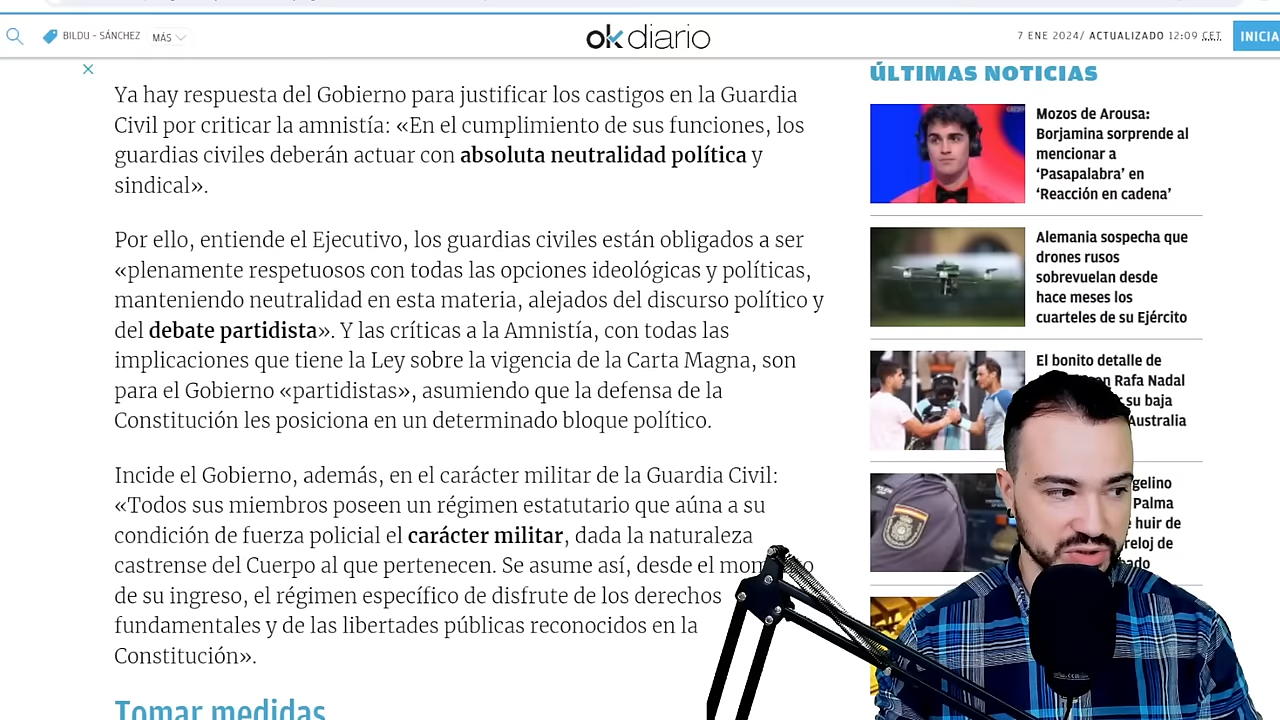 BILDU - SÁNCHEZ
MÁS
okdiario
7 ENE 2024/ ACTUALIZADO 12:09 CET
INICIA
Ya hay respuesta del Gobierno para justificar los castigos en la Guardia
Civil por criticar la amnistía: «En el cumplimiento de sus funciones, los
guardias civiles deberán actuar con absoluta neutralidad política y
sindical».
Por ello, entiende el Ejecutivo, los guardias civiles están obligados a ser
«plenamente respetuosos con todas las opciones ideológicas y políticas,
manteniendo neutralidad en esta materia, alejados del discurso político y
del debate partidista». Y las críticas a la Amnistía, con todas las
implicaciones que tiene la Ley sobre la vigencia de la Carta Magna, son
para el Gobierno «partidistas», asumiendo que la defensa de la
Constitución les posiciona en un determinado bloque político.
Incide el Gobierno, además, en el carácter militar de la Guardia Civil:
«Todos sus miembros poseen un régimen estatutario que aúna a su
condición de fuerza policial el carácter militar, dada la naturaleza
castrense del Cuerpo al que pertenecen. Se asume así, desde el mom o
de su ingreso, el régimen específico de disfrute de los derechos
fundamentales y de las libertades públicas reconocidos en la
Constitución».
Tomar medidas
ÚLTIMAS NOTICIAS
Mozos de Arousa:
Borjamina sorprende al
mencionar a
‘Pasapalabra’ en
‘Reacción en cadena’
Alemania sospecha que
drones rusos
sobrevuelan desde
hace meses los
cuarteles de su Ejército
El bonito detalle de
n Rafa Nadal
su baja
Australia
gelino
Palma
huir de
reloj de
bado